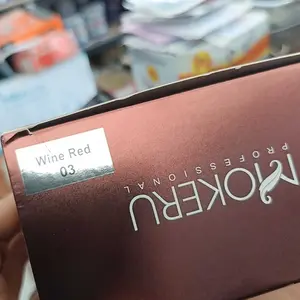 Wine Red
03
MOKERU
PROFESSIONAL